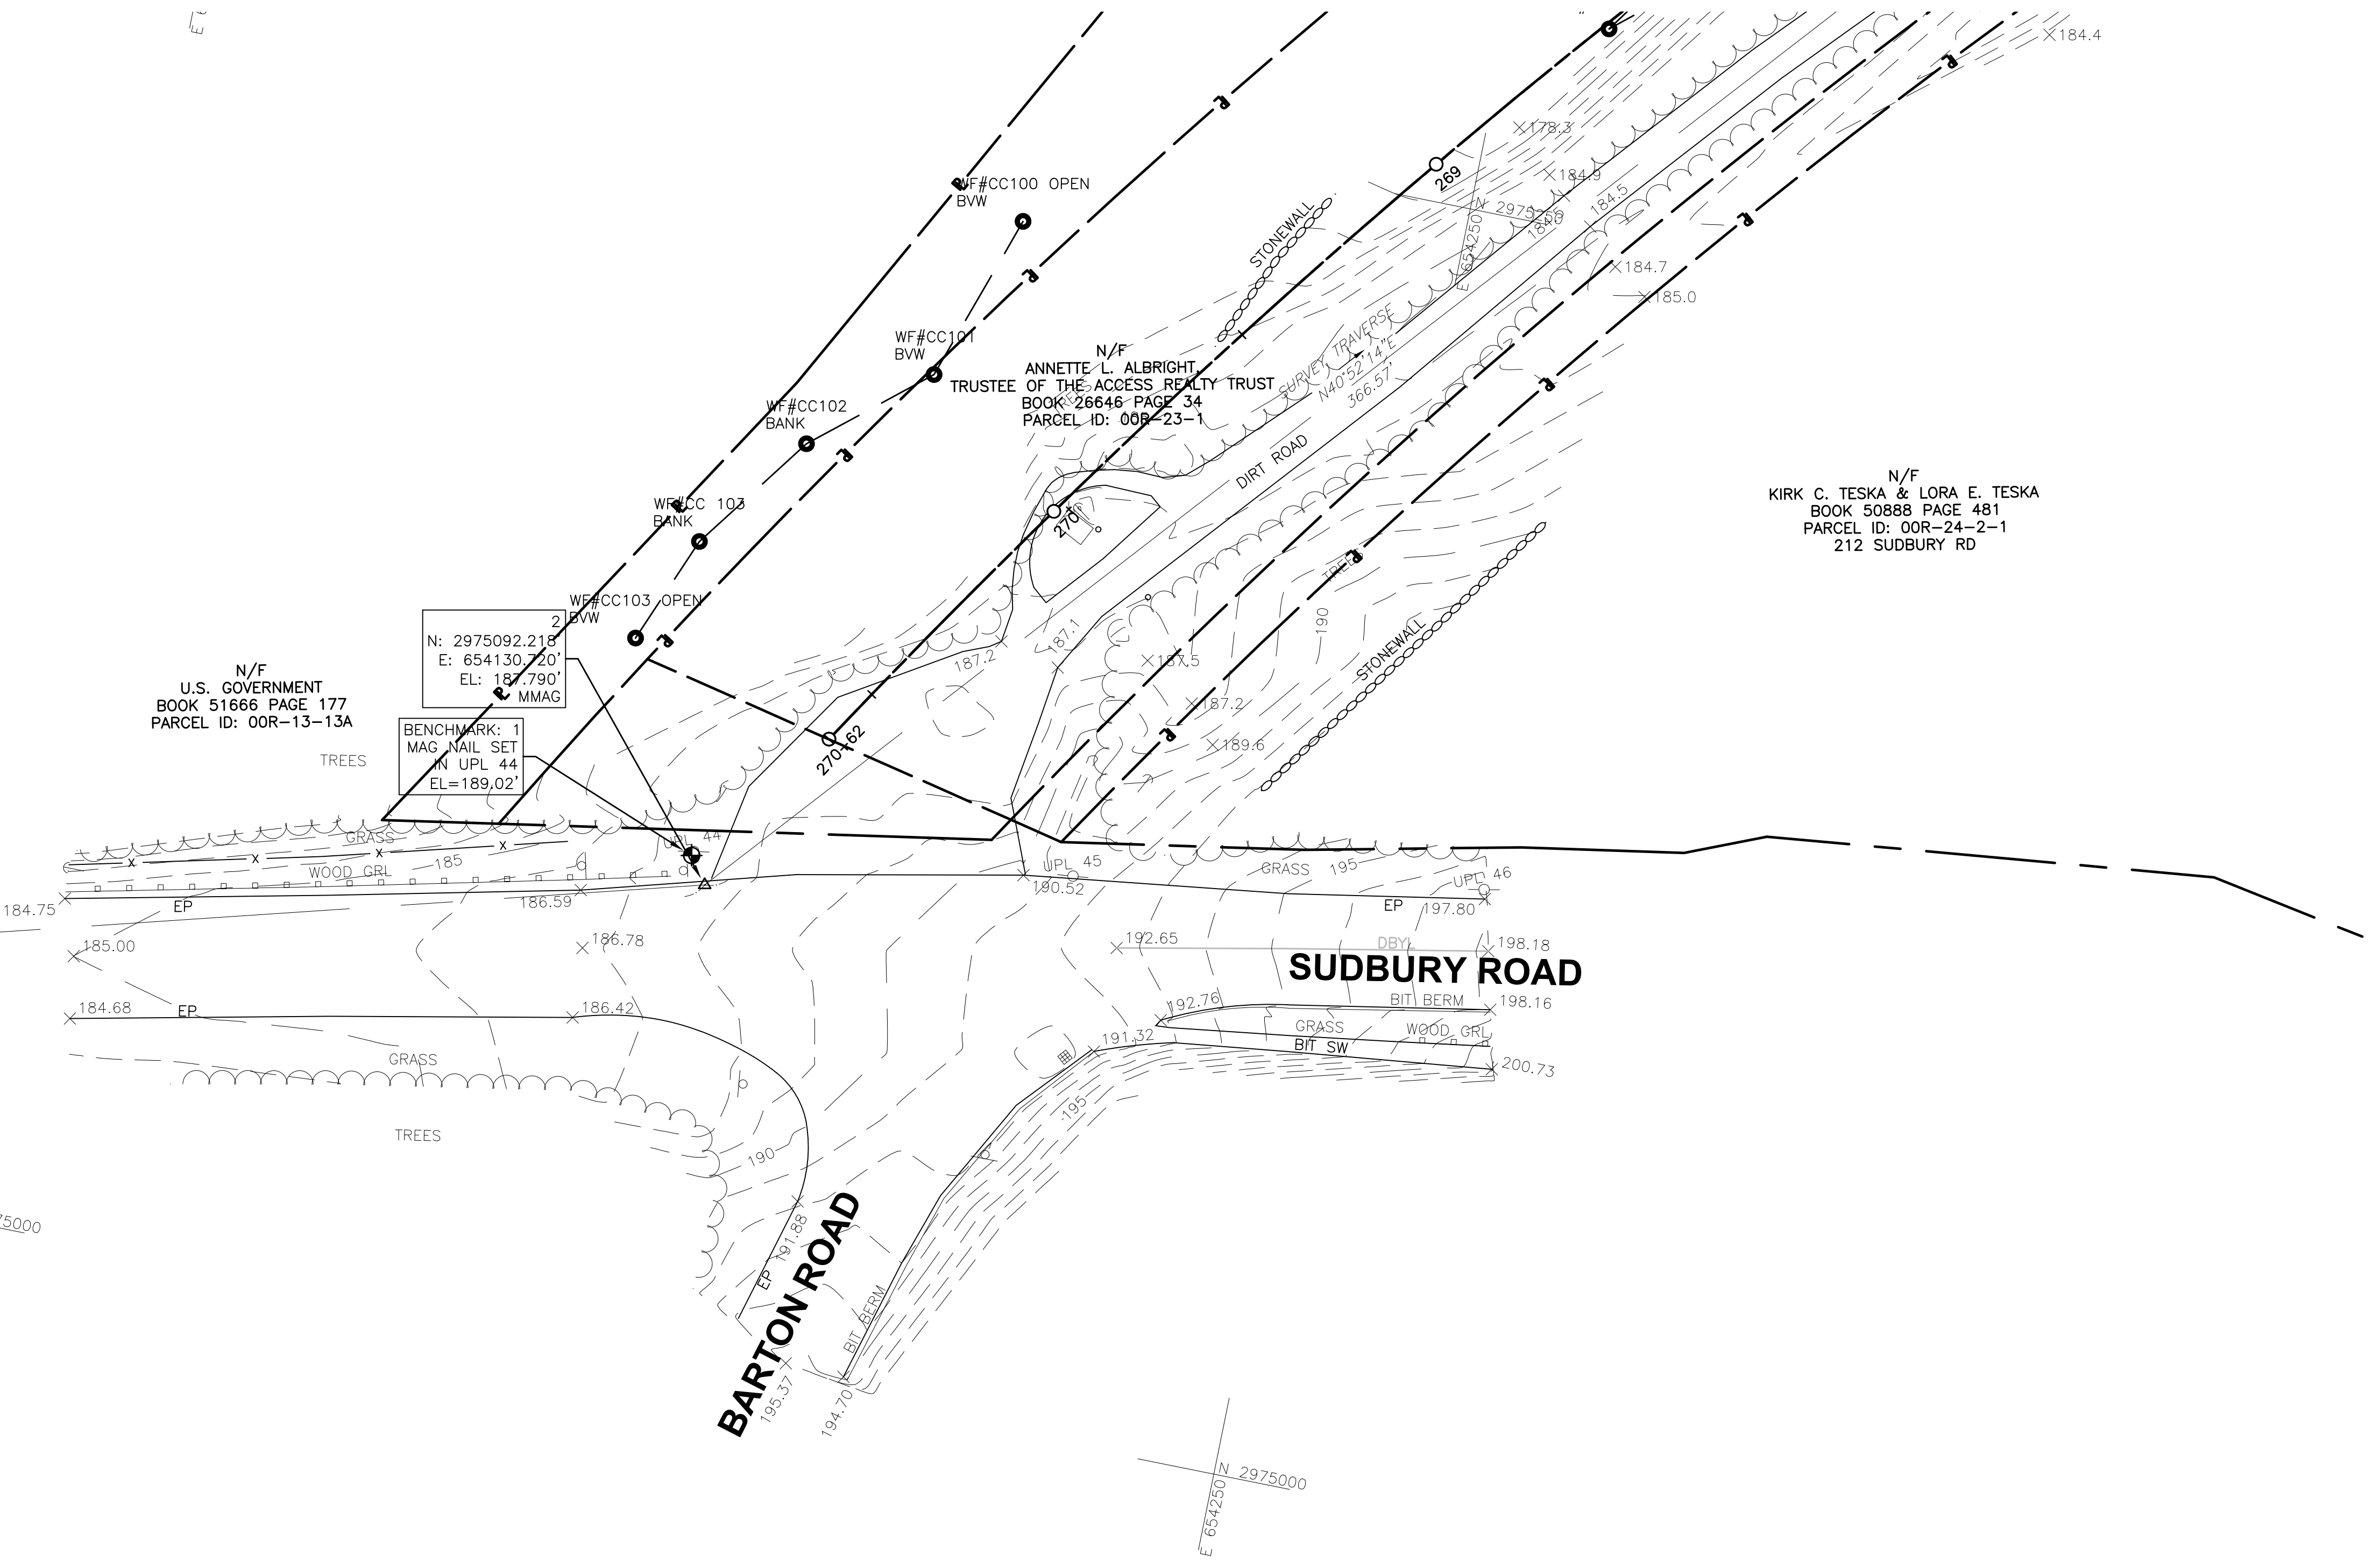 184.4
178.3
WF#CC100 OPEN
BVW
269
184.9
184.5
N 2975250
E 654250
184.5
STONEWALL
184.7
185.0
WF#CC101
BVW
SURVEY TRAVERSE
N40°52'14"E
366.57'
N/F
ANNETTE L. ALBRIGHT,
TRUSTEE OF THE ACCESS REALTY TRUST
BOOK 26646 PAGE 34
PARCEL ID: 00R-23-1
TREES
WF#CC102
BANK
DIRT ROAD
N/F
KIRK C. TESKA & LORA E. TESKA
BOOK 50888 PAGE 481
PARCEL ID: 00R-24-2-1
212 SUDBURY RD
WF#CC 103
BANK
270
TREES
WF#CC103 OPEN
BVW
190
2
N: 2975092.218'
E: 654130.720'
EL: 187.790'
MMAG
187.1
187.2
187.5
STONEWALL
N/F
U.S. GOVERNMENT
BOOK 51666 PAGE 177
PARCEL ID: 00R-13-13A
187.2
BENCHMARK: 1
MAG NAIL SET
IN UPL 44
EL=189.02'
270+62
189.6
TREES
GRASS
UPL 44
185
WOOD GRL
UPL 45
GRASS
195
UPL 46
184.75
EP
186.59
190.52
EP
197.80
185.00
186.78
192.65
DBYL
198.18
SUDBURY ROAD
184.68
EP
186.42
192.76
BIT BERM
198.16
GRASS
191.32
GRASS
WOOD GRL
BIT SW
200.73
TREES
195
190
191.88
EP
BARTON ROAD
BIT BERM
195.37
194.70
75000
N 2975000
E 654250